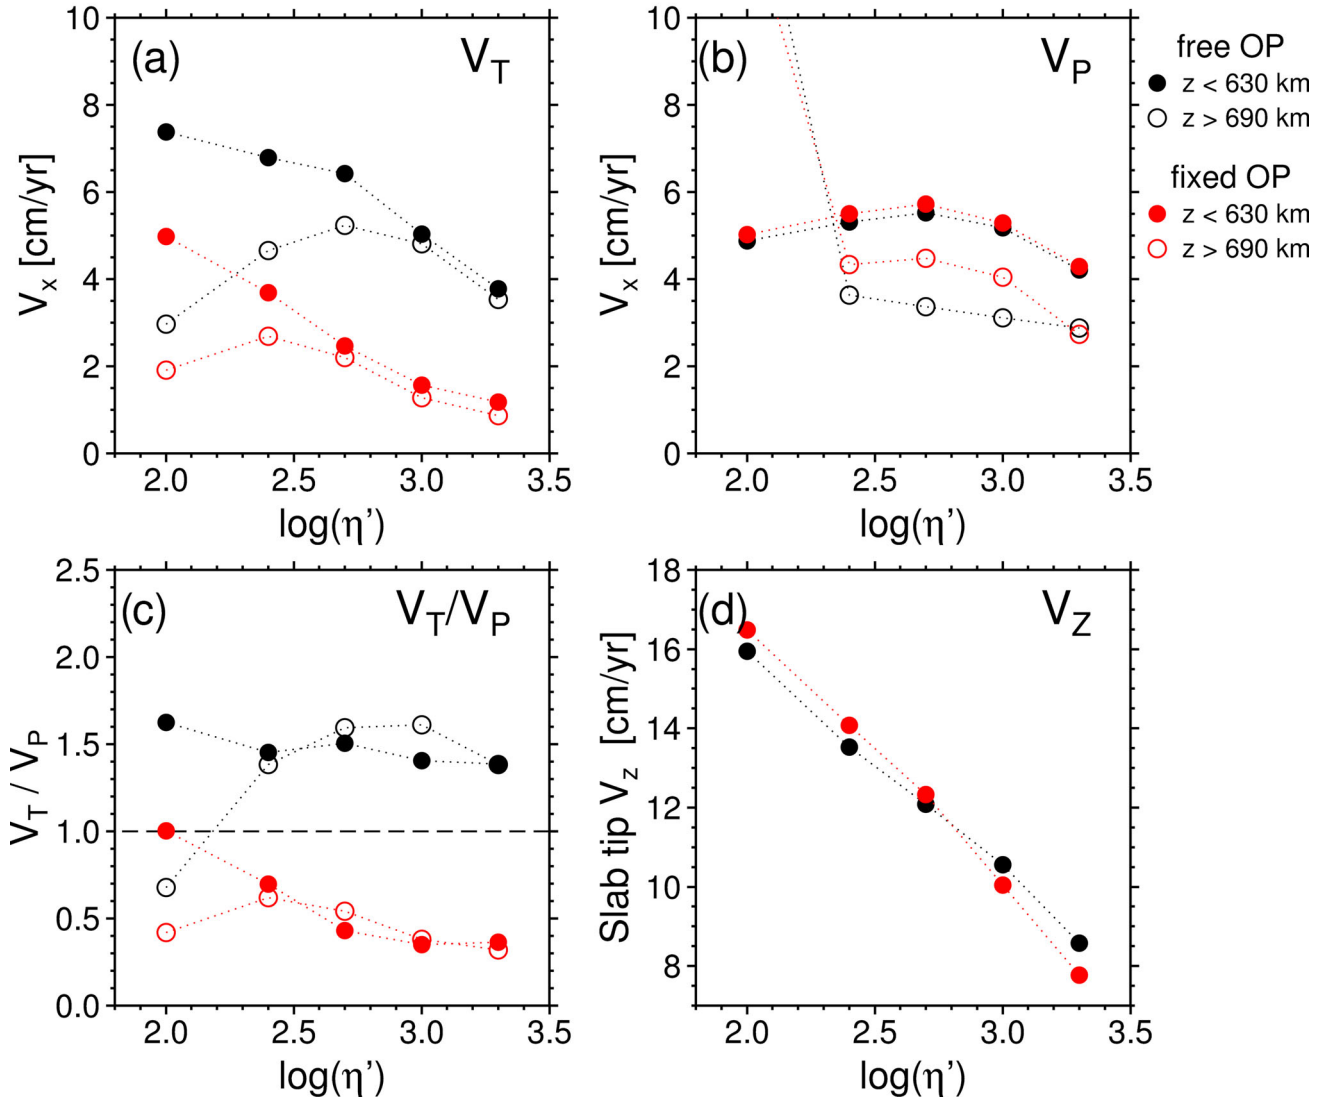 (a) V_T
10
8
6
4
2
0
V_x [cm/yr]
2.0 2.5 3.0 3.5
log(η’)
(b) V_P
10
8
6
4
2
0
V_x [cm/yr]
2.0 2.5 3.0 3.5
log(η’)
free OP
z < 630 km
z > 690 km
fixed OP
z < 630 km
z > 690 km
(c) V_T/V_P
2.5
2.0
1.5
1.0
0.5
0.0
V_T / V_P
2.0 2.5 3.0 3.5
log(η’)
(d) V_Z
18
16
14
12
10
8
Slab tip V_z [cm/yr]
2.0 2.5 3.0 3.5
log(η’)